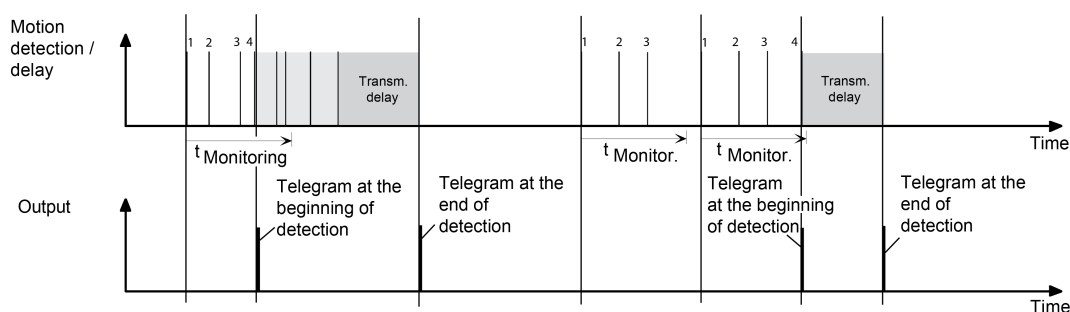 Motion
detection /
delay
1 2 3 4
Transm.
delay
1 2 3
1 2 3 4
Transm.
delay
Time
t Monitoring
t Monitor.
t Monitor.
Output
Telegram at the
beginning of
detection
Telegram at the
end of
detection
Telegram
at the beginning
of detection
Telegram at the
end of
detection
Time